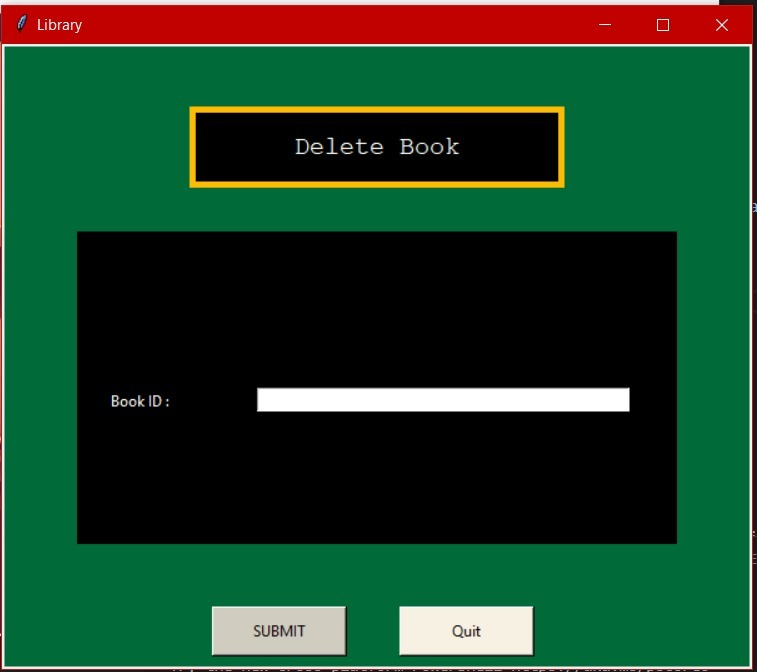 Library
Delete Book
Book ID :
SUBMIT
Quit